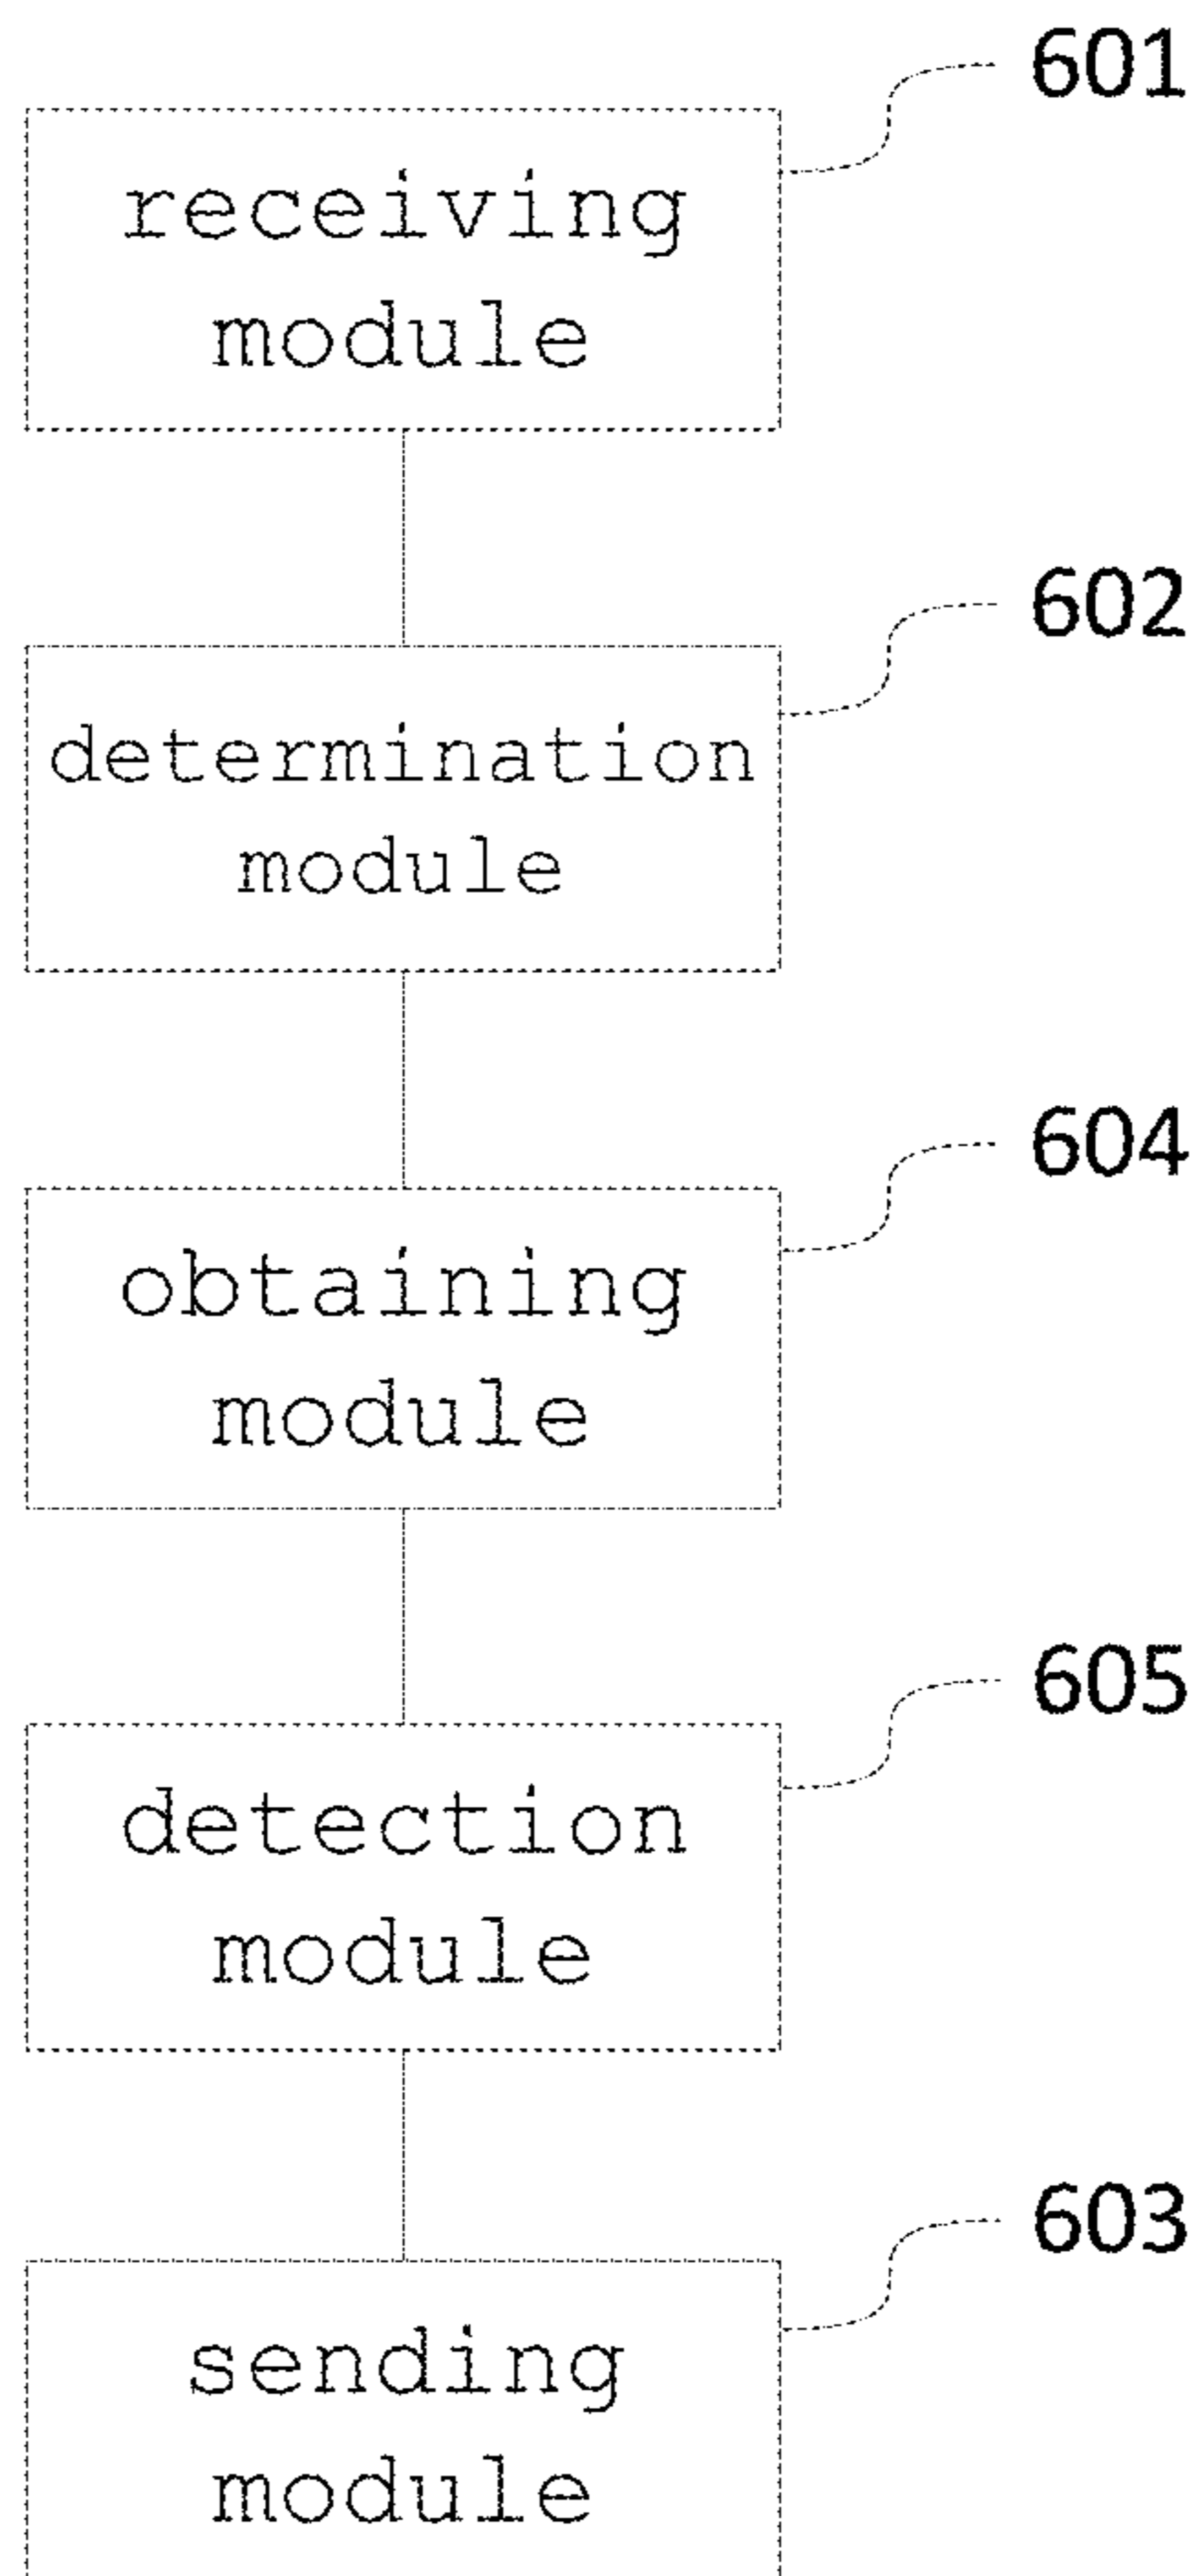 601
receiving
module
602
determination
module
604
obtaining
module
605
detection
module
603
sending
module